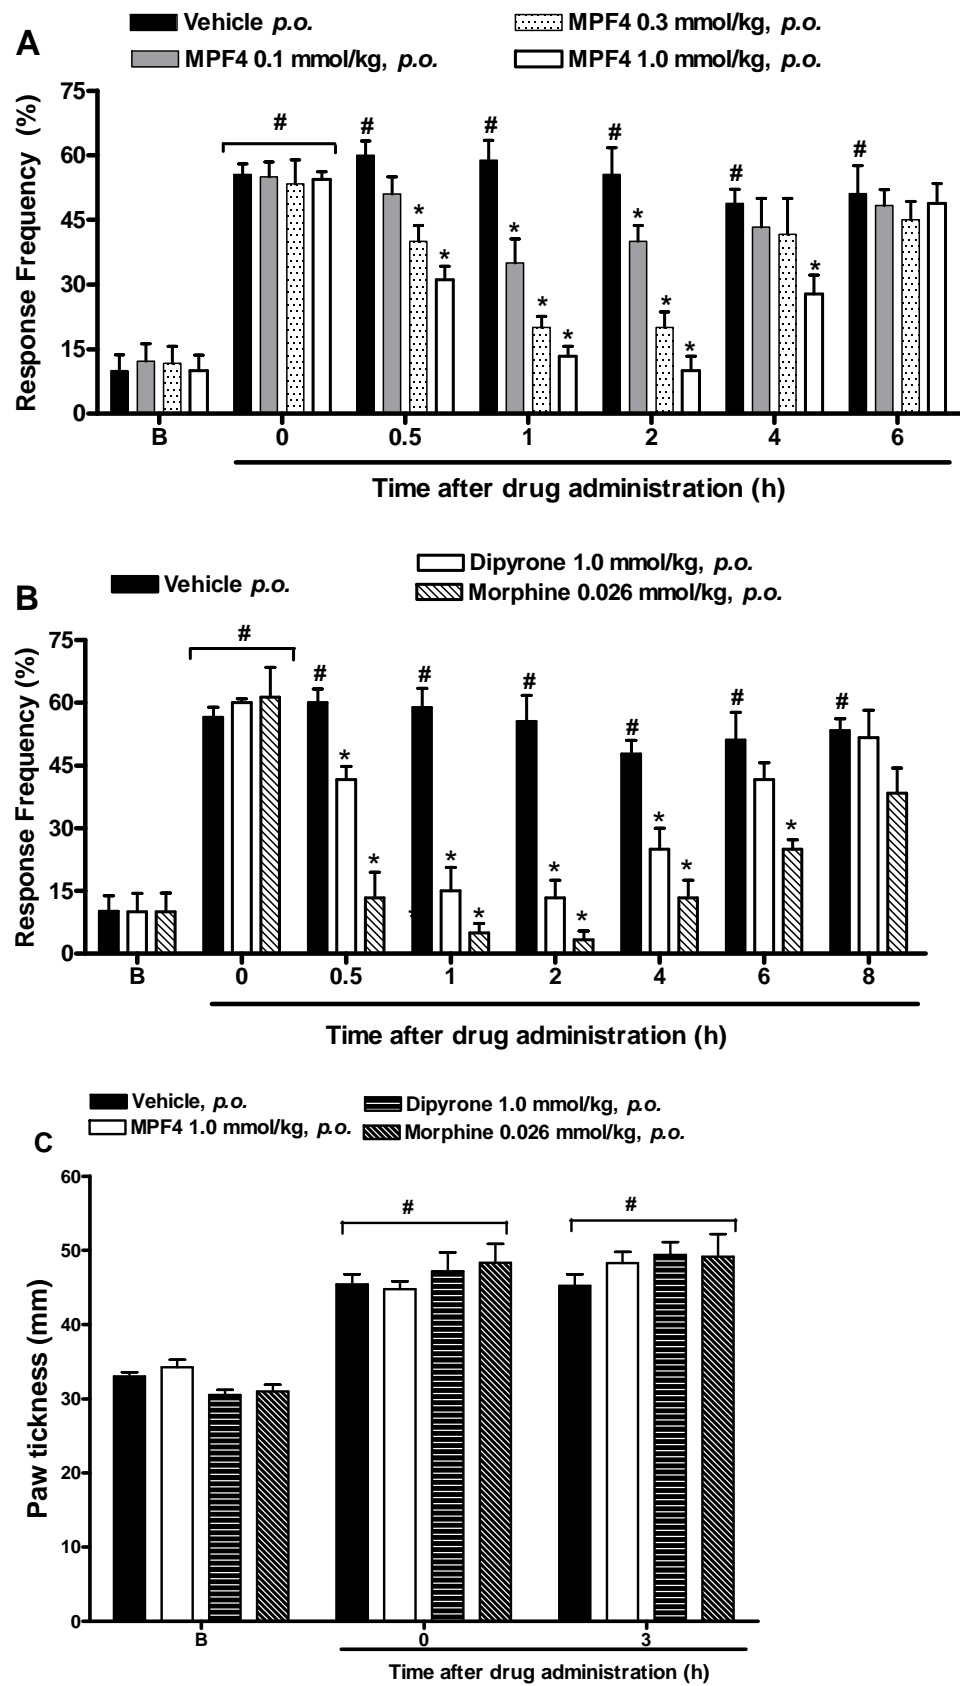 A
Vehicle p.o.
MPF4 0.3 mmol/kg, p.o.
MPF4 0.1 mmol/kg, p.o.
MPF4 1.0 mmol/kg, p.o.
Response Frequency (%)
75
60
45
30
15
0
#
#
#
#
#
#
*
*
*
*
*
*
*
*
*
B 0 0.5 1 2 4 6
Time after drug administration (h)
B
Vehicle p.o.
Dipyrone 1.0 mmol/kg, p.o.
Morphine 0.026 mmol/kg, p.o.
Response Frequency (%)
75
60
45
30
15
0
#
#
#
#
#
#
#
*
*
*
*
*
*
*
*
*
B 0 0.5 1 2 4 6 8
Time after drug administration (h)
C
Vehicle, p.o.
Dipyrone 1.0 mmol/kg, p.o.
MPF4 1.0 mmol/kg, p.o.
Morphine 0.026 mmol/kg, p.o.
Paw tickness (mm)
60
50
40
30
20
10
0
#
#
B 0 3
Time after drug administration (h)